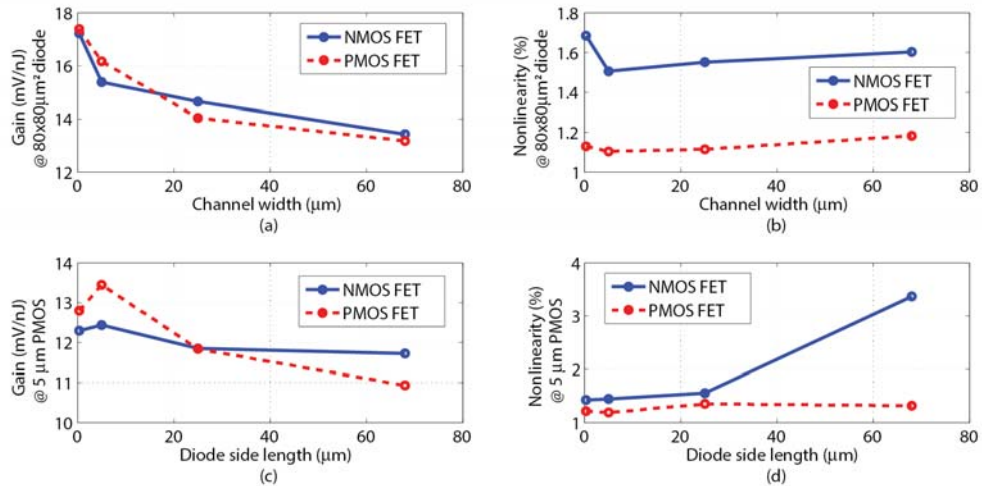 Gain (mV/nJ)
@ 80x80µm² diode
18
16
14
12
0
20
40
60
80
NMOS FET
PMOS FET
Channel width (µm)
(a)
Nonlinearity (%)
@ 80x80µm² diode
1.8
1.6
1.4
1.2
1
0
20
40
60
80
NMOS FET
PMOS FET
Channel width (µm)
(b)
Gain (mV/nJ)
@ 5 µm PMOS
14
13
12
11
10
0
20
40
60
80
NMOS FET
PMOS FET
Diode side length (µm)
(c)
Nonlinearity (%)
@ 5 µm PMOS
4
3
2
1
0
20
40
60
80
NMOS FET
PMOS FET
Diode side length (µm)
(d)